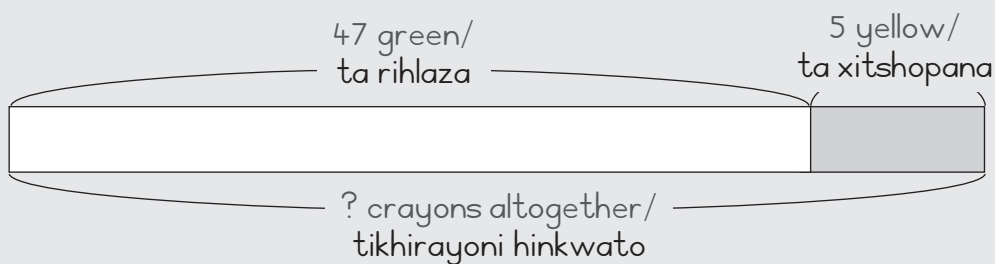 47 green/
ta rihlaza
5 yellow/
ta xitshopana
? crayons altogether/
tikhirayoni hinkwato